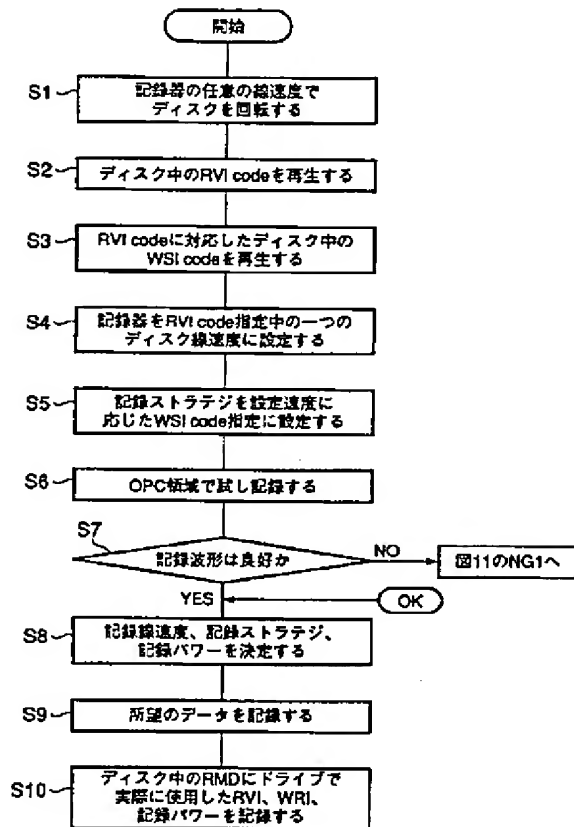 開始
S1
記録器の任意の線速度で
ディスクを回転する
S2
ディスク中のRVI codeを再生する
S3
RVI codeに対応したディスク中の
WSI codeを再生する
S4
記録器をRVI code指定中の一つの
ディスク線速度に設定する
S5
記録ストラテジを設定速度に
応じたWSI code指定に設定する
S6
OPC領域で試し記録する
S7
記録波形は良好か
NO
図11のNG1へ
YES
OK
S8
記録線速度、記録ストラテジ、
記録パワーを決定する
S9
所望のデータを記録する
S10
ディスク中のRMDにドライブで
実際に使用したRVI、WRI、
記録パワーを記録する